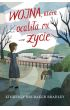 WOJNA, która
ocaliła mi
życie
KIMBERLY BRUBAKER BRADLEY